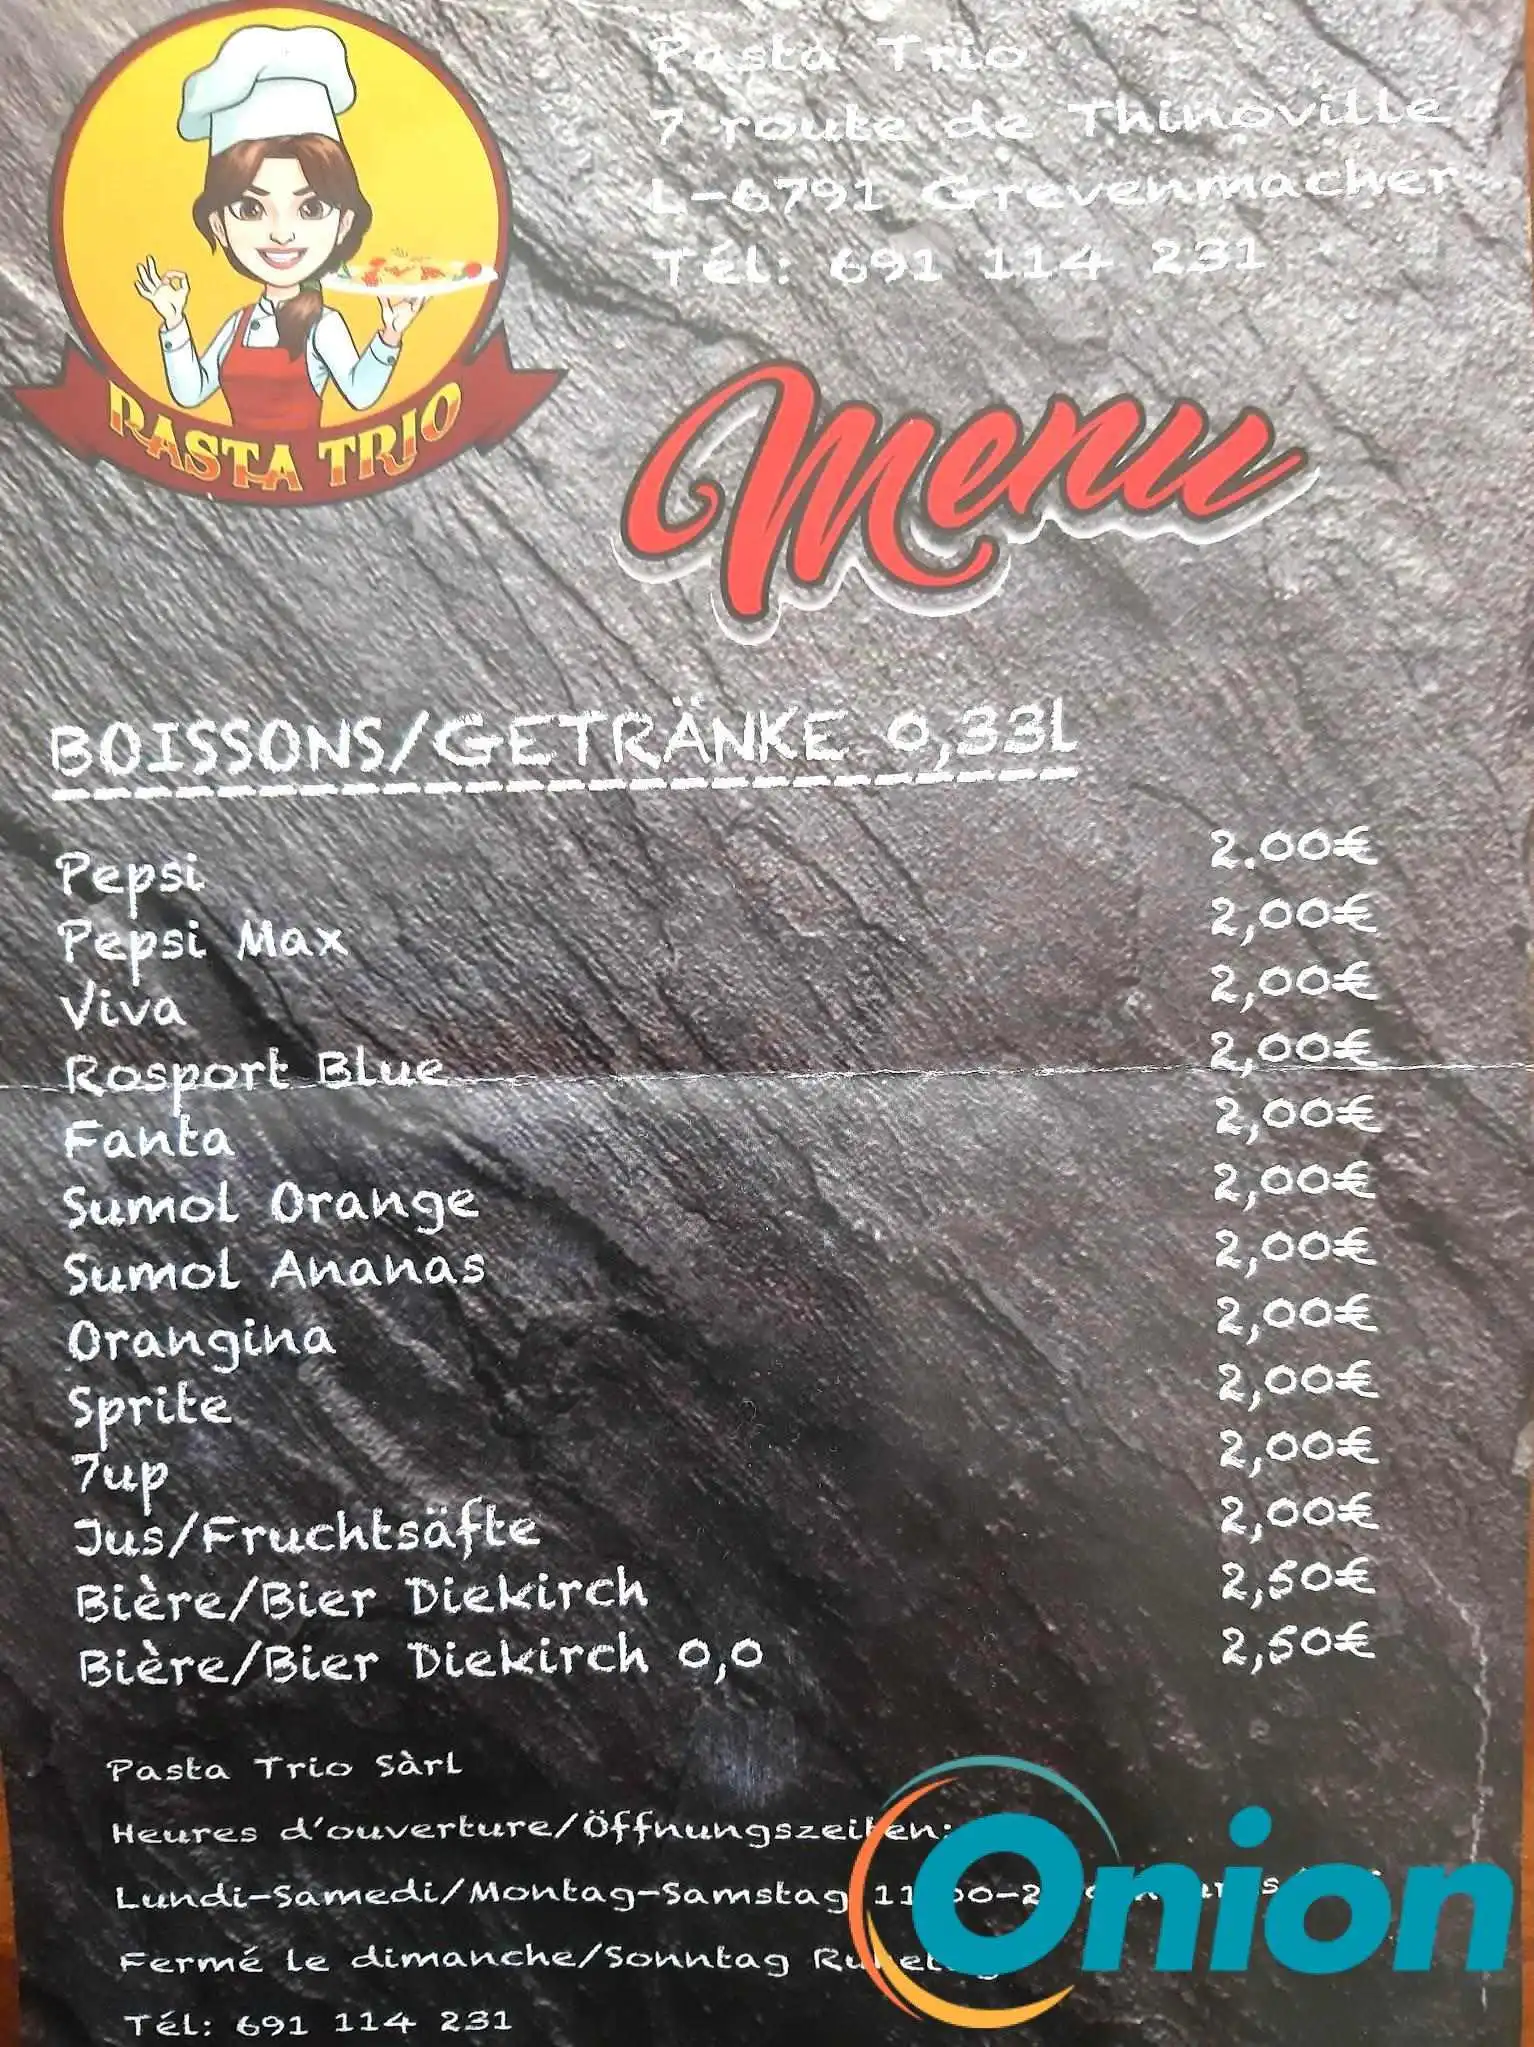 Pasta Trio
7 route de Thinoville
L-6791 Grevenmacher
Tél: 691 114 231
PASTA TRIO
Menu
BOISSONS/GETRÄNKE 0,33L
Pepsi 2.00€
Pepsi Max 2,00€
Viva 2,00€
Rosport Blue 2,00€
Fanta 2,00€
Sumol Orange 2,00€
Sumol Ananas 2,00€
Orangina 2,00€
Sprite 2,00€
7up 2,00€
Jus/Fruchtsäfte 2,00€
Bière/Bier Diekirch 2,50€
Bière/Bier Diekirch 0,0 2,50€
Pasta Trio Sàrl
Heures d'ouverture/Öffnungszeiten:
Lundi-Samedi/Montag-Samstag
Fermé le dimanche/Sonntag
Tél: 691 114 231
Onion